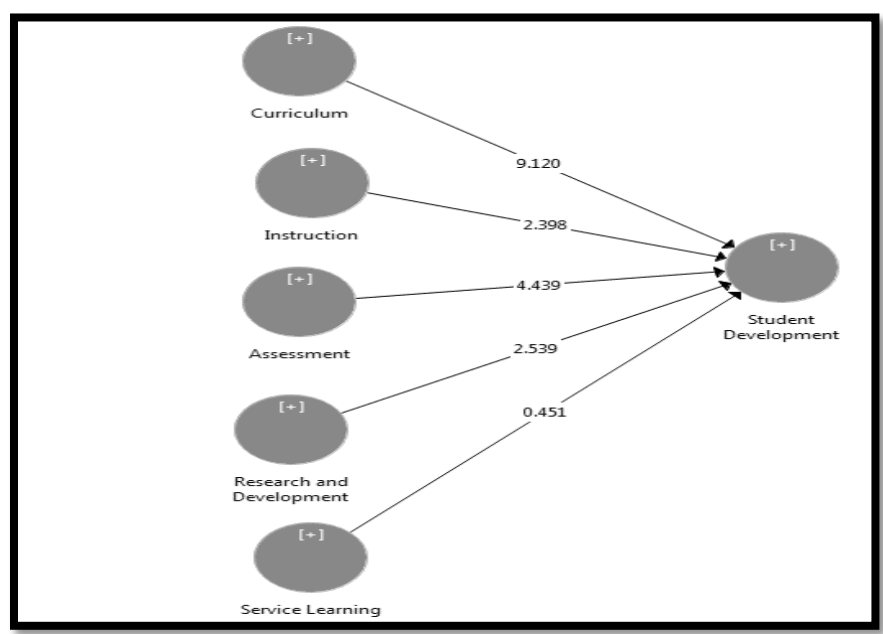 [+]
Curriculum
9.120
[+]
Instruction
2.398
[+]
Student
Development
[+]
Assessment
4.439
2.539
[+]
Research and
Development
0.451
[+]
Service Learning